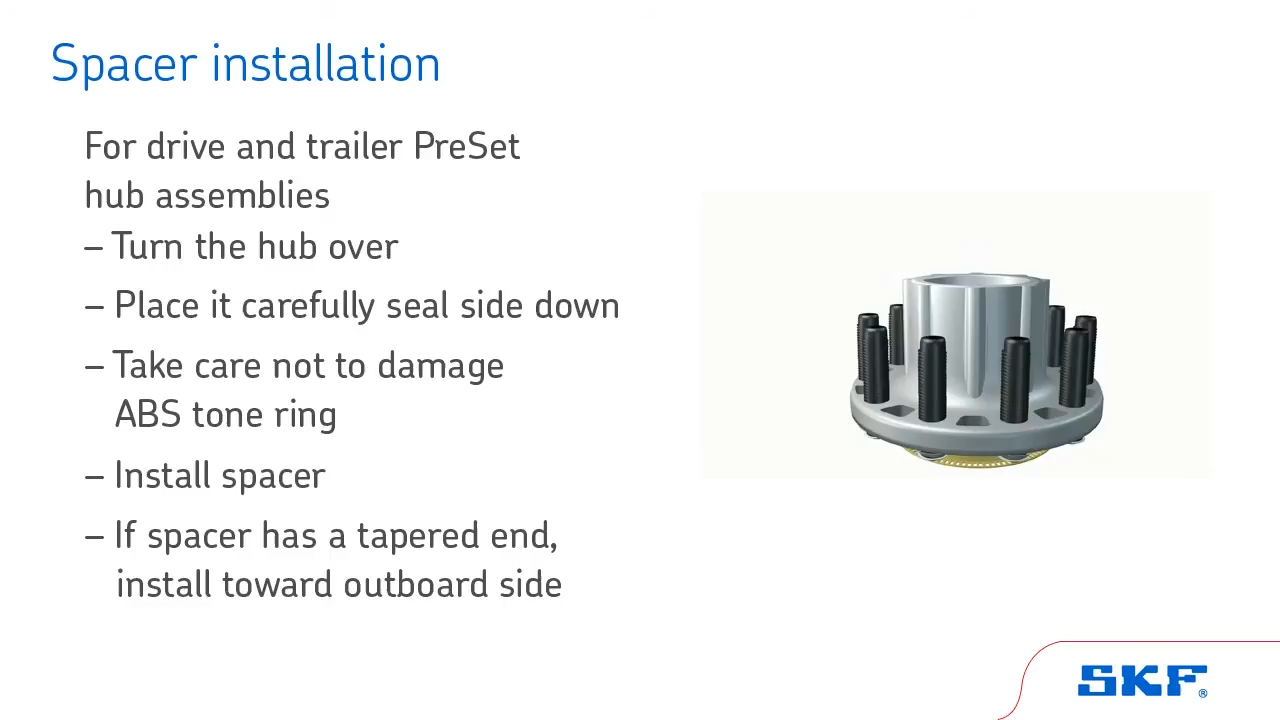 Spacer installation
For drive and trailer PreSet
hub assemblies
– Turn the hub over
– Place it carefully seal side down
– Take care not to damage
ABS tone ring
– Install spacer
– If spacer has a tapered end,
install toward outboard side
SKF®